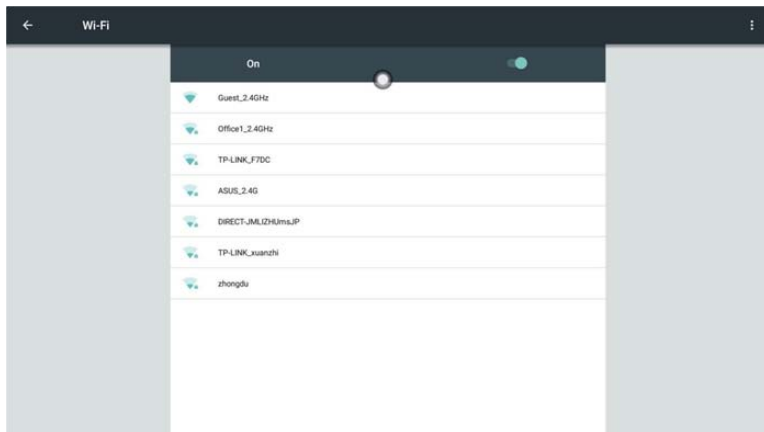 Wi-Fi
On
Guest_2.4GHz
Office1_2.4GHz
TP-LINK_F7DC
ASUS_2.4G
DIRECT-JMLIZHUmsJP
TP-LINK_xuanzhi
zhongdu